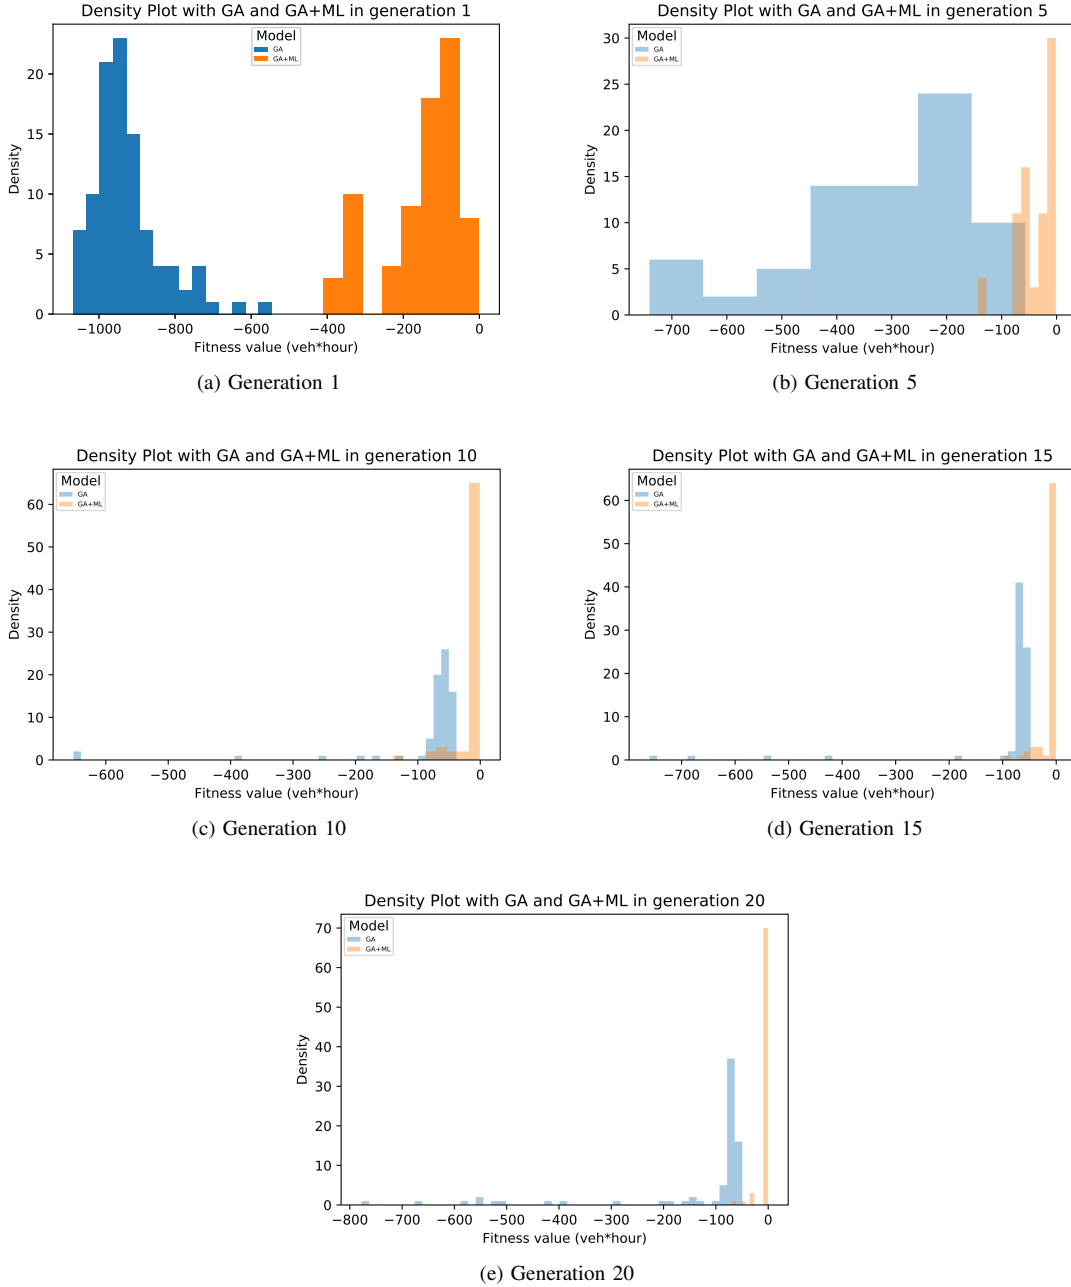 Density Plot with GA and GA+ML in generation 1
Model
GA
GA+ML
Density
20
15
10
5
0
−1000 −800 −600 −400 −200 0
Fitness value (veh*hour)
(a) Generation 1
Density Plot with GA and GA+ML in generation 5
Model
GA
GA+ML
Density
30
25
20
15
10
5
0
−700 −600 −500 −400 −300 −200 −100 0
Fitness value (veh*hour)
(b) Generation 5
Density Plot with GA and GA+ML in generation 10
Model
GA
GA+ML
Density
60
50
40
30
20
10
0
−600 −500 −400 −300 −200 −100 0
Fitness value (veh*hour)
(c) Generation 10
Density Plot with GA and GA+ML in generation 15
Model
GA
GA+ML
Density
60
50
40
30
20
10
0
−700 −600 −500 −400 −300 −200 −100 0
Fitness value (veh*hour)
(d) Generation 15
Density Plot with GA and GA+ML in generation 20
Model
GA
GA+ML
Density
70
60
50
40
30
20
10
0
−800 −700 −600 −500 −400 −300 −200 −100 0
Fitness value (veh*hour)
(e) Generation 20